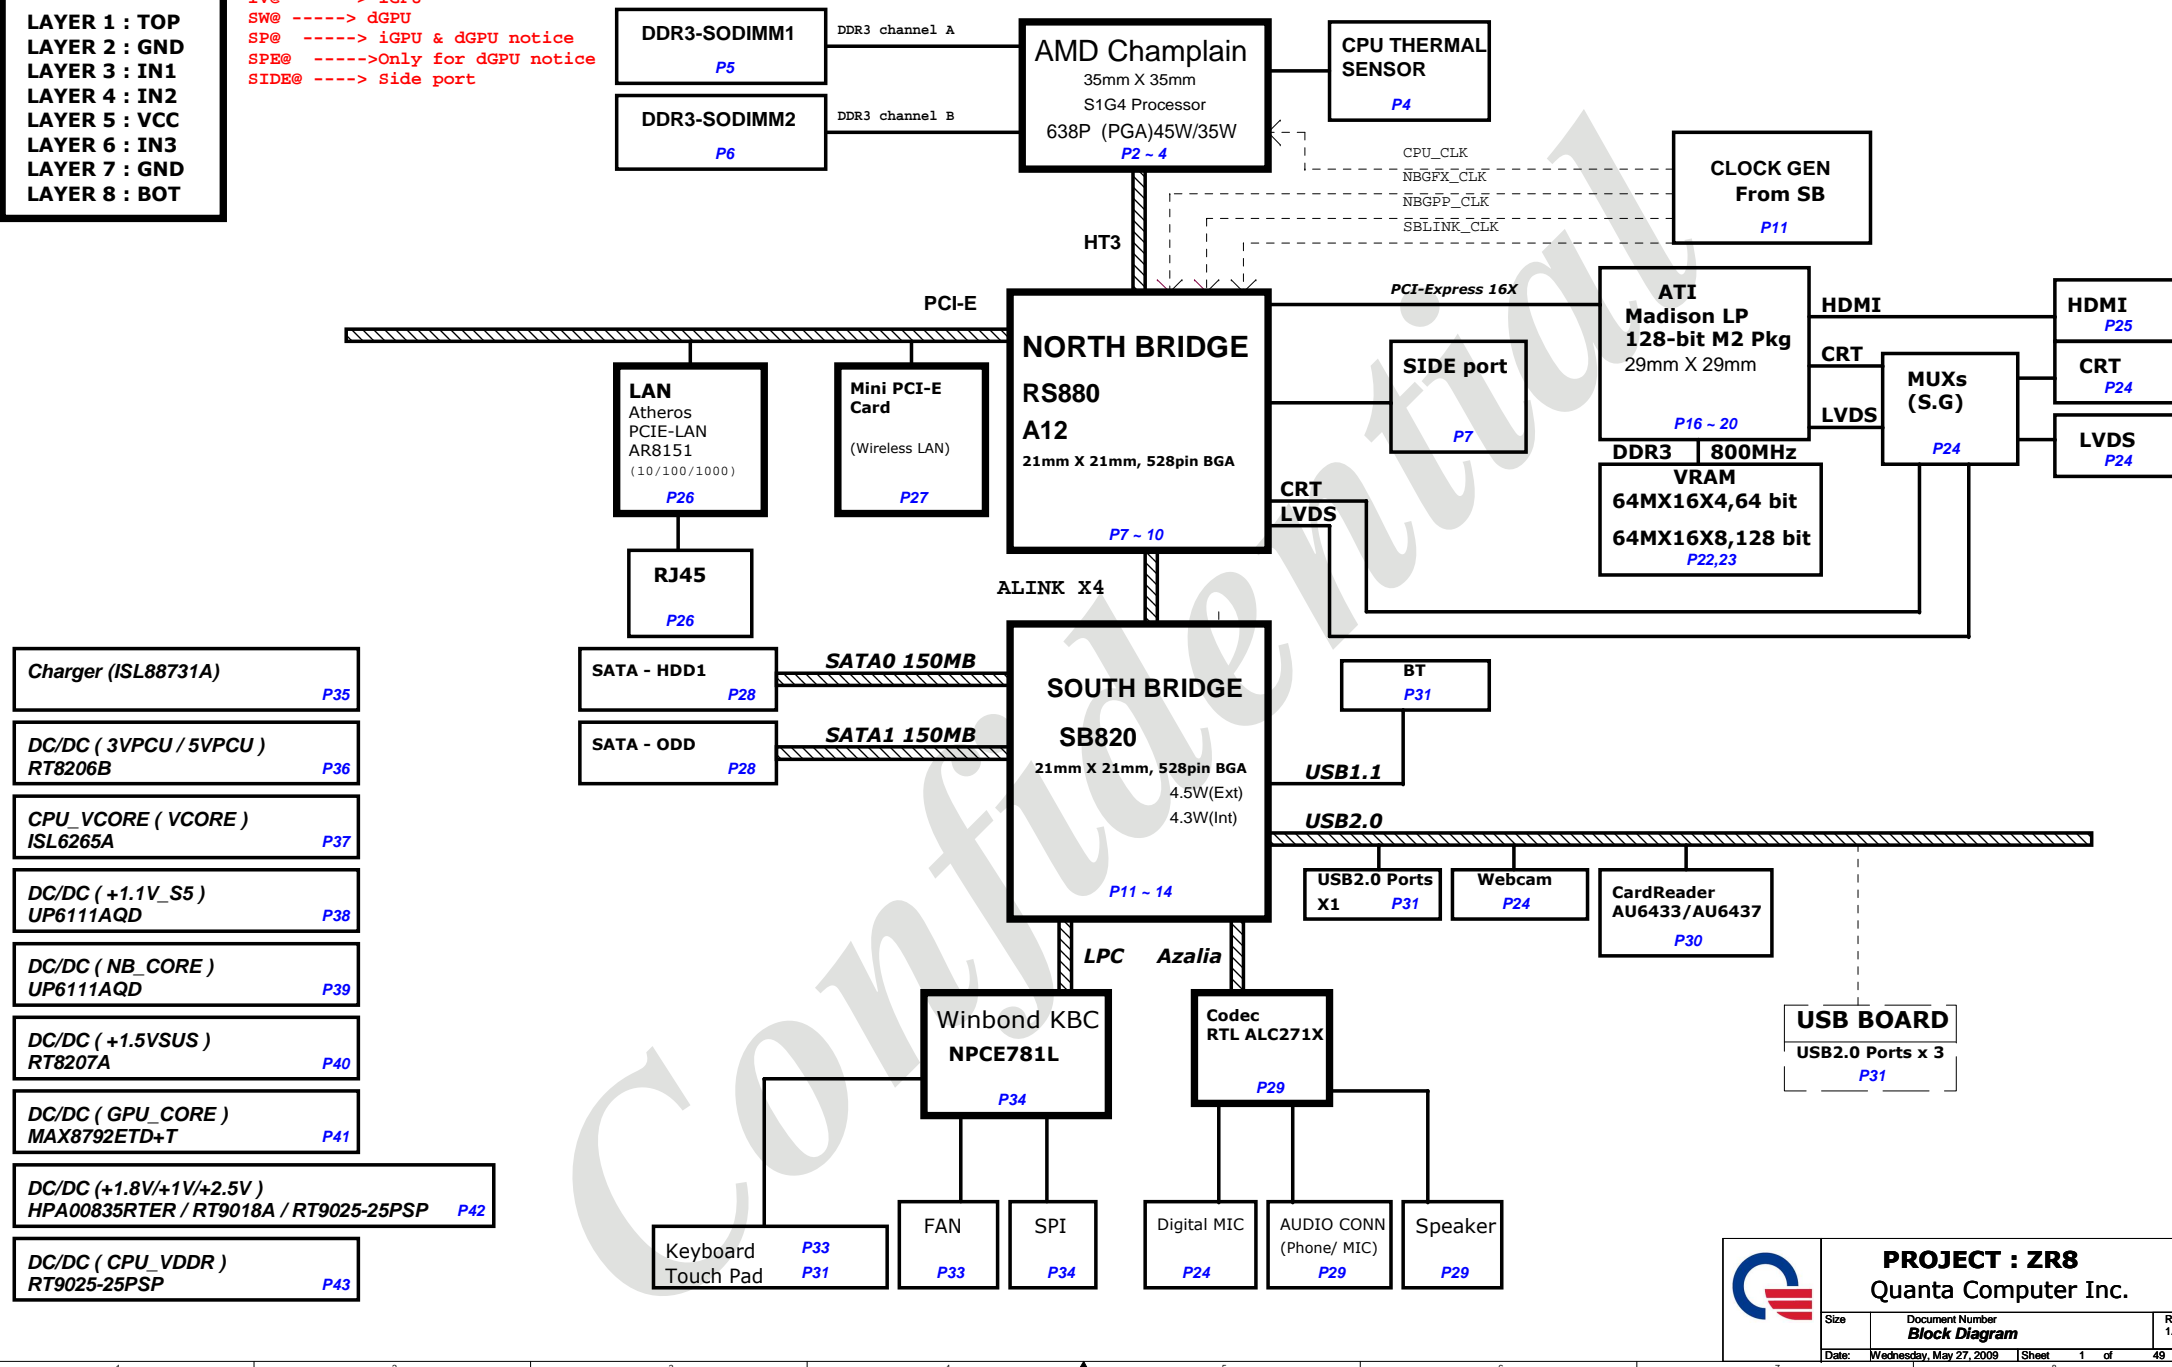 LAYER 1 : TOP
LAYER 2 : GND
LAYER 3 : IN1
LAYER 4 : IN2
LAYER 5 : VCC
LAYER 6 : IN3
LAYER 7 : GND
LAYER 8 : BOT
SW@ -----> dGPU
SP@ -----> iGPU & dGPU notice
SPE@ ----->Only for dGPU notice
SIDE@ ----> Side port
DDR3-SODIMM1
P5
DDR3 channel A
DDR3-SODIMM2
P6
DDR3 channel B
AMD Champlain
35mm X 35mm
S1G4 Processor
638P (PGA)45W/35W
P2 ~ 4
CPU THERMAL
SENSOR
P4
CPU_CLK
NBGFX_CLK
NBGPP_CLK
SBLINK_CLK
CLOCK GEN
From SB
P11
HT3
PCI-E
NORTH BRIDGE
RS880
A12
21mm X 21mm, 528pin BGA
P7 ~ 10
PCI-Express 16X
SIDE port
P7
ATI
Madison LP
128-bit M2 Pkg
29mm X 29mm
P16 ~ 20
HDMI
CRT
LVDS
MUXs
(S.G)
P24
HDMI
P25
CRT
P24
LVDS
P24
DDR3 800MHz
VRAM
64MX16X4,64 bit
64MX16X8,128 bit
P22,23
CRT
LVDS
LAN
Atheros
PCIE-LAN
AR8151
(10/100/1000)
P26
Mini PCI-E
Card
(Wireless LAN)
P27
RJ45
P26
ALINK X4
SATA - HDD1
P28
SATA0 150MB
SATA - ODD
P28
SATA1 150MB
SOUTH BRIDGE
SB820
21mm X 21mm, 528pin BGA
4.5W(Ext)
4.3W(Int)
P11 ~ 14
BT
P31
USB1.1
USB2.0
USB2.0 Ports
X1 P31
Webcam
P24
CardReader
AU6433/AU6437
P30
USB BOARD
USB2.0 Ports x 3
P31
LPC
Azalia
Winbond KBC
NPCE781L
P34
Codec
RTL ALC271X
P29
Keyboard P33
Touch Pad P31
FAN
P33
SPI
P34
Digital MIC
P24
AUDIO CONN
(Phone/ MIC)
P29
Speaker
P29
Charger (ISL88731A)
P35
DC/DC ( 3VPCU / 5VPCU )
RT8206B P36
CPU_VCORE ( VCORE )
ISL6265A P37
DC/DC ( +1.1V_S5 )
UP6111AQD P38
DC/DC ( NB_CORE )
UP6111AQD P39
DC/DC ( +1.5VSUS )
RT8207A P40
DC/DC ( GPU_CORE )
MAX8792ETD+T P41
DC/DC (+1.8V/+1V/+2.5V )
HPA00835RTER / RT9018A / RT9025-25PSP P42
DC/DC ( CPU_VDDR )
RT9025-25PSP P43
Confidential
PROJECT : ZR8
Quanta Computer Inc.
Size Document Number
Block Diagram
Date: Wednesday, May 27, 2009 Sheet 1 of 49